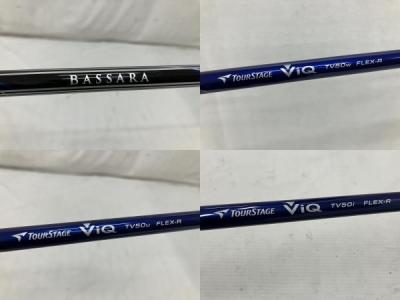 BASSARA
TOURSTAGE ViQ TV50w FLEX-R
TOURSTAGE ViQ TV50u FLEX-R
TOURSTAGE ViQ TV50i FLEX-R